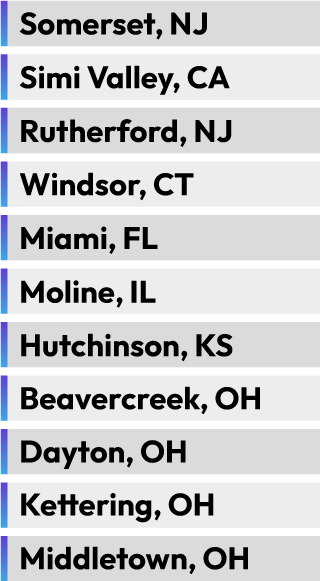 Somerset, NJ
Simi Valley, CA
Rutherford, NJ
Windsor, CT
Miami, FL
Moline, IL
Hutchinson, KS
Beavercreek, OH
Dayton, OH
Kettering, OH
Middletown, OH